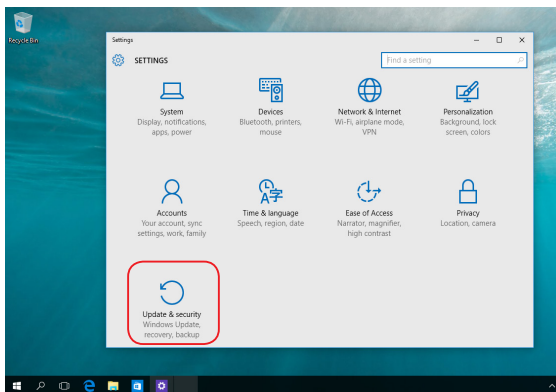 Recycle Bin
Settings
SETTINGS
Find a setting
System
Display, notifications,
apps, power
Devices
Bluetooth, printers,
mouse
Network & Internet
Wi-Fi, airplane mode,
VPN
Personalization
Background, lock
screen, colors
Accounts
Your account, sync
settings, work, family
Time & language
Speech, region, date
Ease of Access
Narrator, magnifier,
high contrast
Privacy
Location, camera
Update & security
Windows Update,
recovery, backup